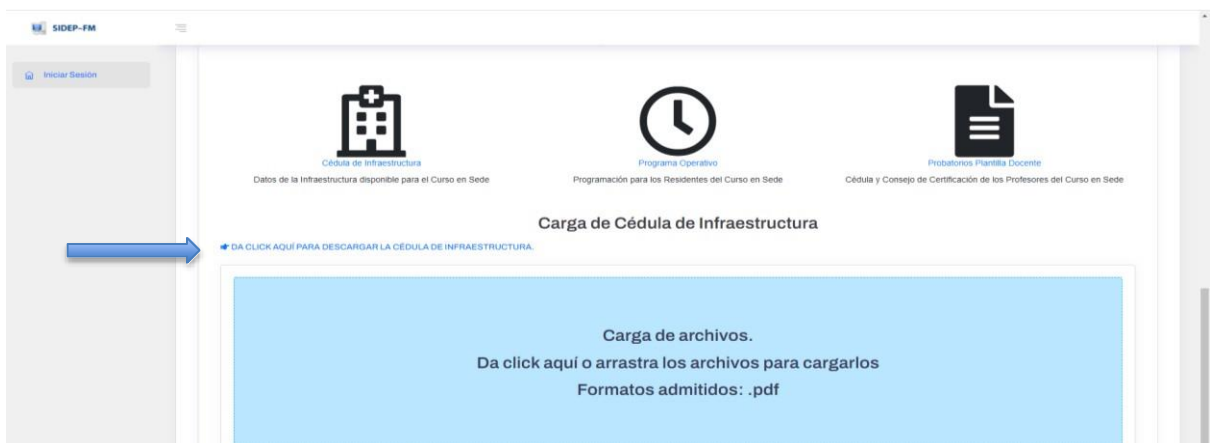 SIDEP-FM
Iniciar Sesión
Cédula de Infraestructura
Datos de la Infraestructura disponible para el Curso en Sede
Programa Operativo
Programación para los Residentes del Curso en Sede
Probatorios Plantilla Docente
Cédula y Consejo de Certificación de los Profesores del Curso en Sede
Carga de Cédula de Infraestructura
DA CLICK AQUÍ PARA DESCARGAR LA CÉDULA DE INFRAESTRUCTURA.
Carga de archivos.
Da click aquí o arrastra los archivos para cargarlos
Formatos admitidos: .pdf